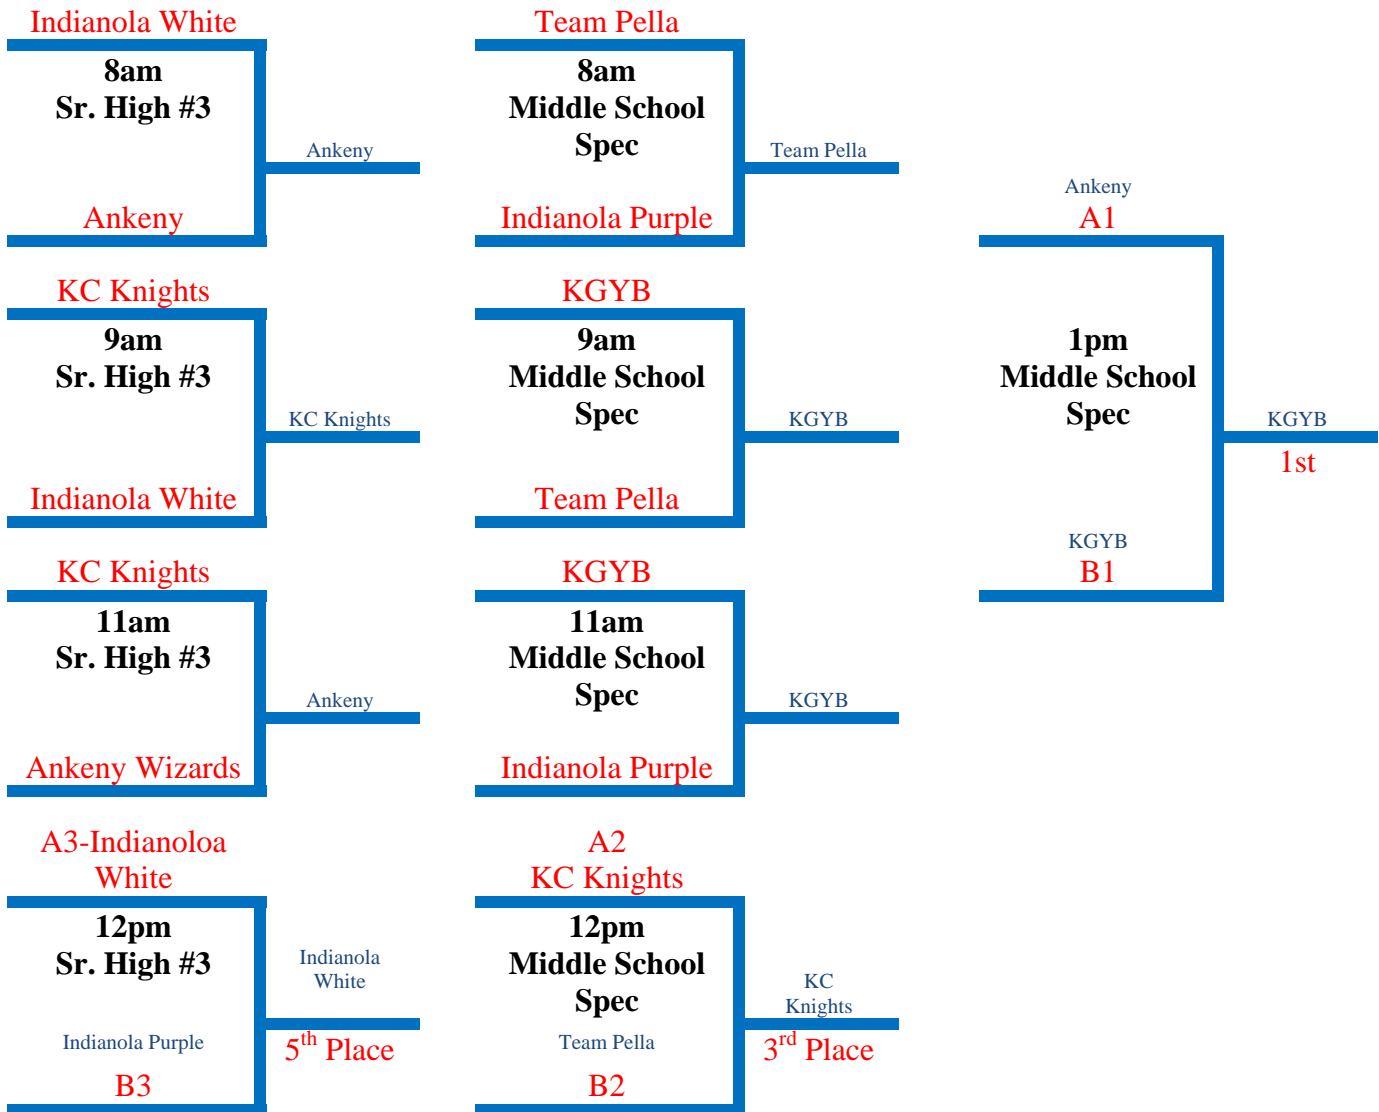 Indianola White
8am
Sr. High #3
Ankeny
Ankeny
KC Knights
9am
Sr. High #3
KC Knights
Indianola White
KC Knights
11am
Sr. High #3
Ankeny
Ankeny Wizards
A3-Indianoloa
White
12pm
Sr. High #3
Indianola
White
Indianola Purple
5th Place
B3
Team Pella
8am
Middle School
Spec
Team Pella
Indianola Purple
KGYB
9am
Middle School
Spec
KGYB
Team Pella
KGYB
11am
Middle School
Spec
KGYB
Indianola Purple
A2
KC Knights
12pm
Middle School
Spec
KC
Knights
Team Pella
3rd Place
B2
Ankeny
A1
1pm
Middle School
Spec
KGYB
1st
KGYB
B1